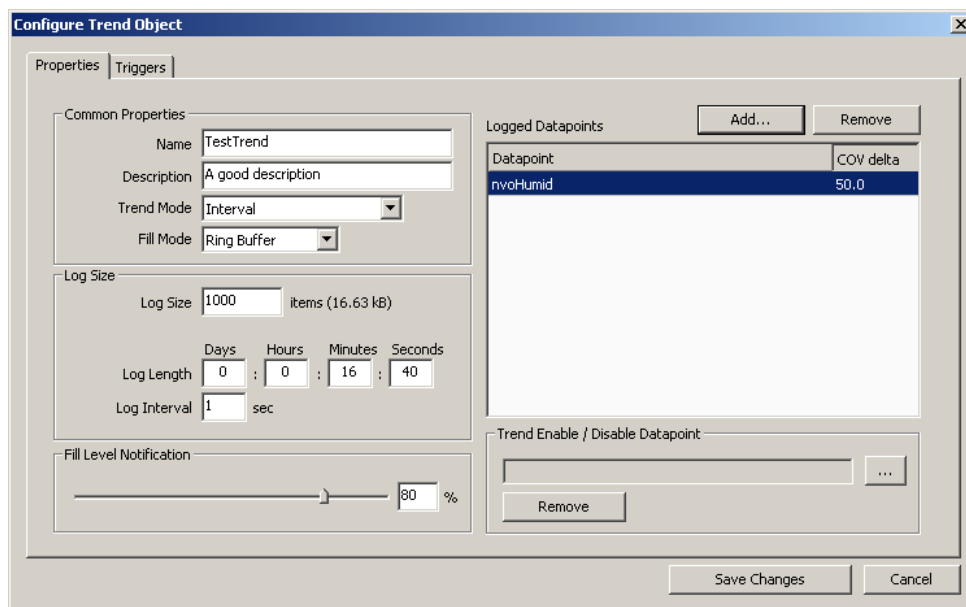 Configure Trend Object
Properties
Triggers
Common Properties
Name TestTrend
Description A good description
Trend Mode Interval
Fill Mode Ring Buffer
Log Size
Log Size 1000 items (16.63 kB)
Days Hours Minutes Seconds
Log Length 0 : 0 : 16 : 40
Log Interval 1 sec
Fill Level Notification
80 %
Logged Datapoints Add... Remove
Datapoint COV delta
nvoHumid 50.0
Trend Enable / Disable Datapoint
...
Remove
Save Changes Cancel